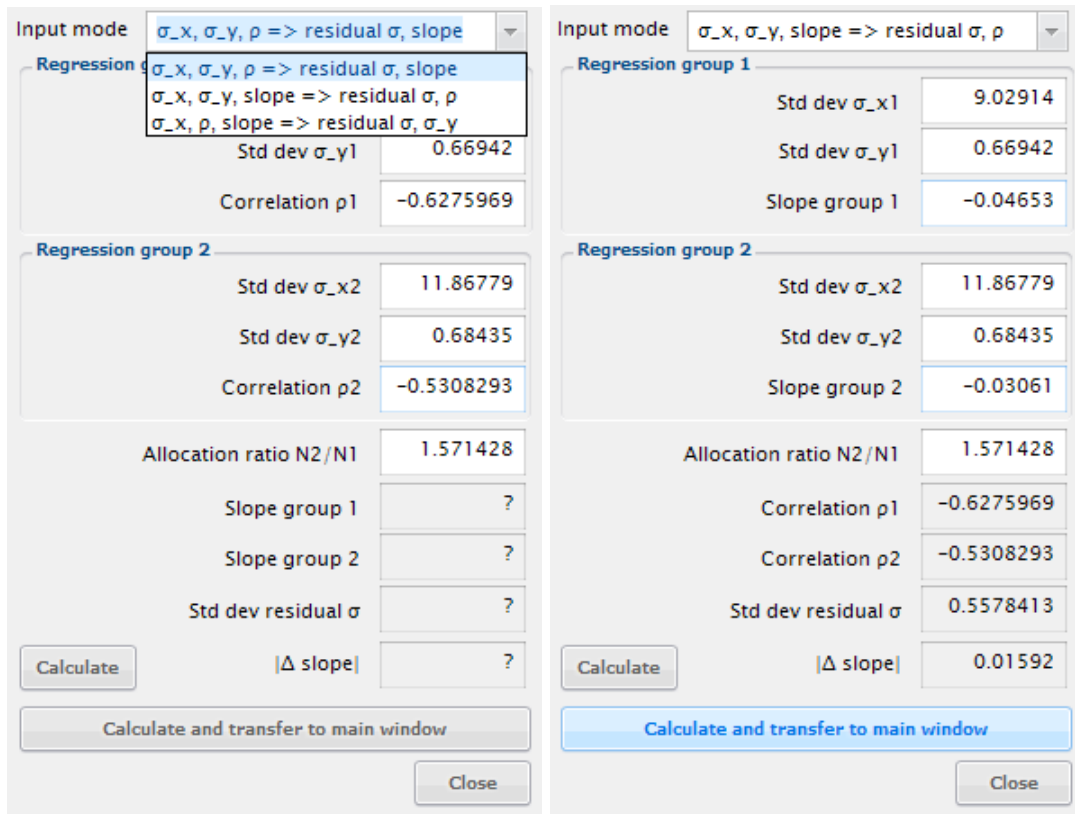 Input mode σ_x, σ_y, ρ => residual σ, slope
σ_x, σ_y, ρ => residual σ, slope
σ_x, σ_y, slope => residual σ, ρ
σ_x, ρ, slope => residual σ, σ_y
Regression
Std dev σ_y1 0.66942
Correlation ρ1 -0.6275969
Regression group 2
Std dev σ_x2 11.86779
Std dev σ_y2 0.68435
Correlation ρ2 -0.5308293
Allocation ratio N2/N1 1.571428
Slope group 1 ?
Slope group 2 ?
Std dev residual σ ?
Calculate |Δ slope| ?
Calculate and transfer to main window
Close
Input mode σ_x, σ_y, slope => residual σ, ρ
Regression group 1
Std dev σ_x1 9.02914
Std dev σ_y1 0.66942
Slope group 1 -0.04653
Regression group 2
Std dev σ_x2 11.86779
Std dev σ_y2 0.68435
Slope group 2 -0.03061
Allocation ratio N2/N1 1.571428
Correlation ρ1 -0.6275969
Correlation ρ2 -0.5308293
Std dev residual σ 0.5578413
Calculate |Δ slope| 0.01592
Calculate and transfer to main window
Close